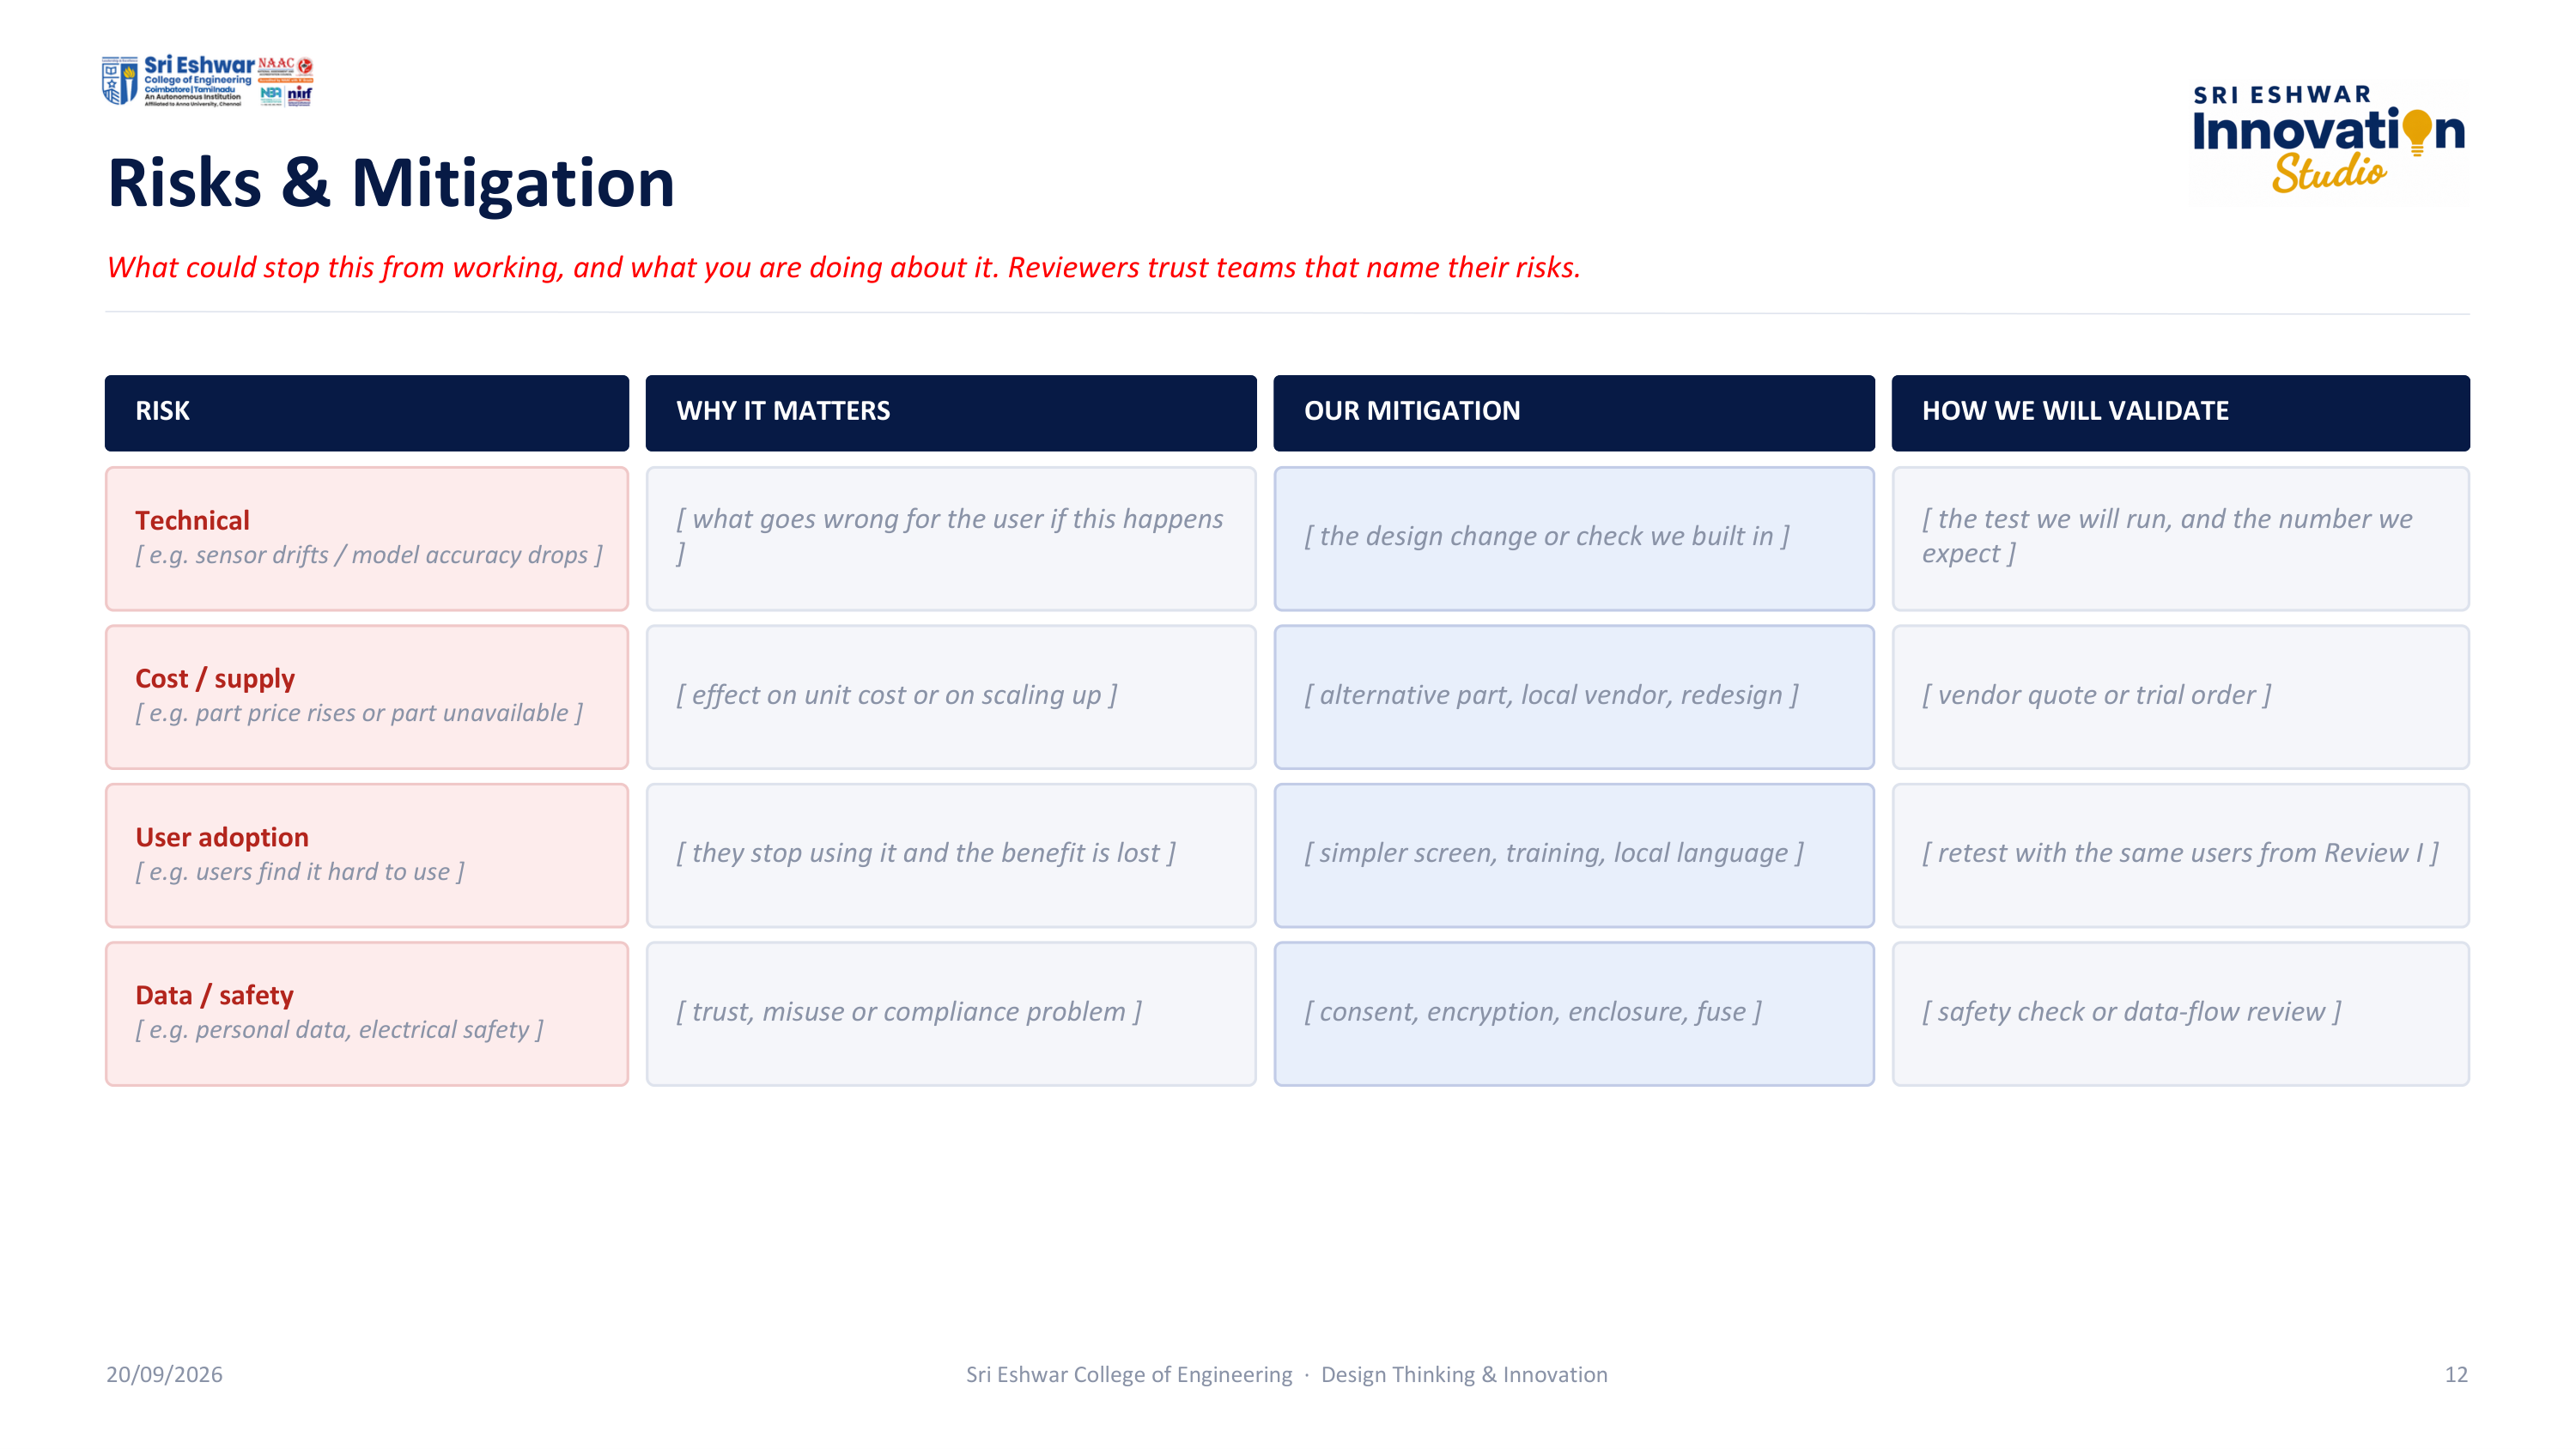 Sri Eshwar
College of Engineering
Coimbatore | Tamilnadu
An Autonomous Institution
Affiliated to Anna University, Chennai
NAAC
NBA
nirf
SRI ESHWAR
Innovation
Studio
Risks & Mitigation
What could stop this from working, and what you are doing about it. Reviewers trust teams that name their risks.
RISK
WHY IT MATTERS
OUR MITIGATION
HOW WE WILL VALIDATE
Technical
[ e.g. sensor drifts / model accuracy drops ]
[ what goes wrong for the user if this happens
]
[ the design change or check we built in ]
[ the test we will run, and the number we
expect ]
Cost / supply
[ e.g. part price rises or part unavailable ]
[ effect on unit cost or on scaling up ]
[ alternative part, local vendor, redesign ]
[ vendor quote or trial order ]
User adoption
[ e.g. users find it hard to use ]
[ they stop using it and the benefit is lost ]
[ simpler screen, training, local language ]
[ retest with the same users from Review I ]
Data / safety
[ e.g. personal data, electrical safety ]
[ trust, misuse or compliance problem ]
[ consent, encryption, enclosure, fuse ]
[ safety check or data-flow review ]
20/09/2026
Sri Eshwar College of Engineering · Design Thinking & Innovation
12